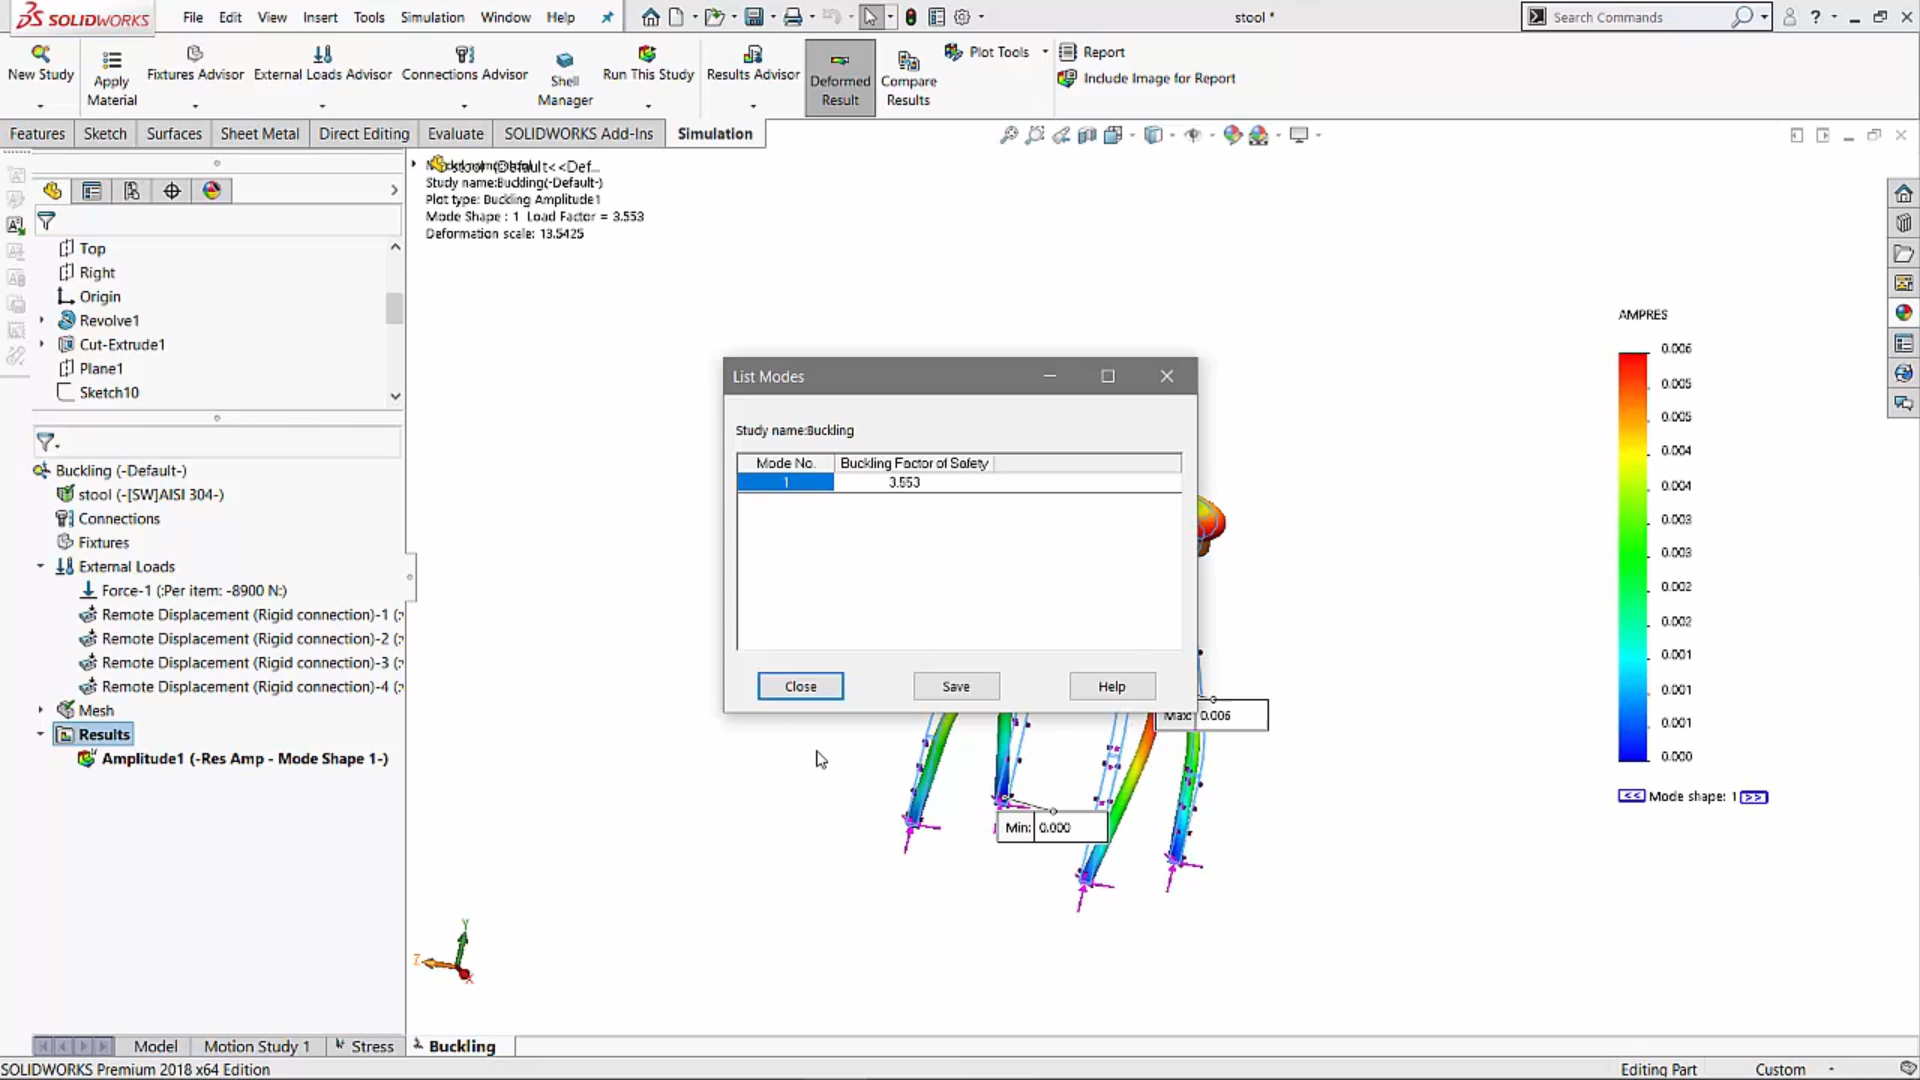 SOLIDWORKS
File Edit View Insert Tools Simulation Window Help
stool *
Search Commands
New Study
Apply Material
Fixtures Advisor
External Loads Advisor
Connections Advisor
Shell Manager
Run This Study
Results Advisor
Deformed Result
Compare Results
Plot Tools
Report
Include Image for Report
Features Sketch Surfaces Sheet Metal Direct Editing Evaluate SOLIDWORKS Add-Ins Simulation
stool (Default<<Def...
Study name:Buckling(-Default-)
Plot type: Buckling Amplitude1
Mode Shape : 1 Load Factor = 3.553
Deformation scale: 13.5425
Top
Right
Origin
Revolve1
Cut-Extrude1
Plane1
Sketch10
Buckling (-Default-)
stool (-[SW]AISI 304-)
Connections
Fixtures
External Loads
Force-1 (:Per item: -8900 N:)
Remote Displacement (Rigid connection)-1 (:
Remote Displacement (Rigid connection)-2 (:
Remote Displacement (Rigid connection)-3 (:
Remote Displacement (Rigid connection)-4 (:
Mesh
Results
Amplitude1 (-Res Amp - Mode Shape 1-)
List Modes
Study name:Buckling
Mode No. Buckling Factor of Safety
1 3.553
Close Save Help
Max: 0.006
Min: 0.000
AMPRES
0.006
0.005
0.005
0.004
0.004
0.003
0.003
0.002
0.002
0.001
0.001
0.001
0.000
<< Mode shape: 1 >>
Y
Z
X
Model Motion Study 1 Stress Buckling
SOLIDWORKS Premium 2018 x64 Edition
Editing Part Custom